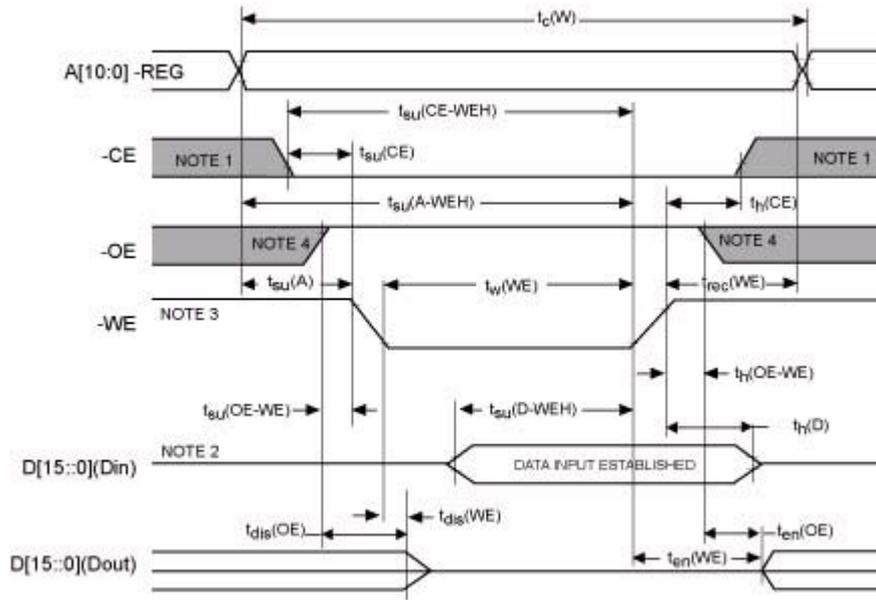 tc(W)
A[10:0] -REG
tsu(CE-WEH)
-CE
NOTE 1
tsu(CE)
NOTE 1
tsu(A-WEH)
th(CE)
-OE
NOTE 4
NOTE 4
tsu(A)
tw(WE)
trec(WE)
-WE
NOTE 3
th(OE-WE)
tsu(OE-WE)
tsu(D-WEH)
th(D)
NOTE 2
D[15::0](Din)
DATA INPUT ESTABLISHED
tdis(OE)
tdis(WE)
ten(OE)
D[15::0](Dout)
ten(WE)